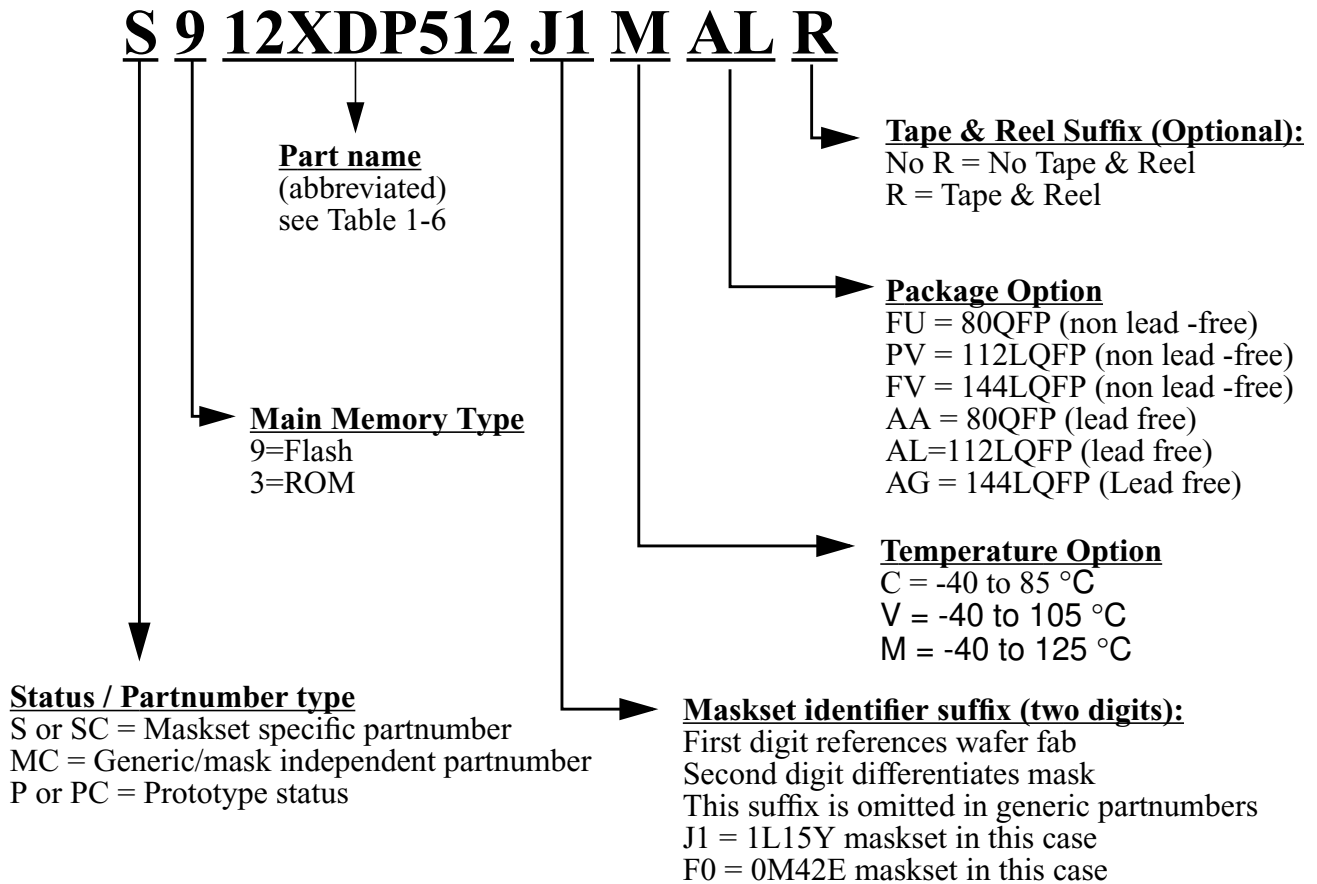 S 9 12XDP512 J1 M AL R
Tape & Reel Suffix (Optional):
No R = No Tape & Reel
R = Tape & Reel
Part name
(abbreviated)
see Table 1-6
Package Option
FU = 80QFP (non lead -free)
PV = 112LQFP (non lead -free)
FV = 144LQFP (non lead -free)
AA = 80QFP (lead free)
AL=112LQFP (lead free)
AG = 144LQFP (Lead free)
Main Memory Type
9=Flash
3=ROM
Temperature Option
C = -40 to 85 °C
V = -40 to 105 °C
M = -40 to 125 °C
Status / Partnumber type
S or SC = Maskset specific partnumber
MC = Generic/mask independent partnumber
P or PC = Prototype status
Maskset identifier suffix (two digits):
First digit references wafer fab
Second digit differentiates mask
This suffix is omitted in generic partnumbers
J1 = 1L15Y maskset in this case
F0 = 0M42E maskset in this case